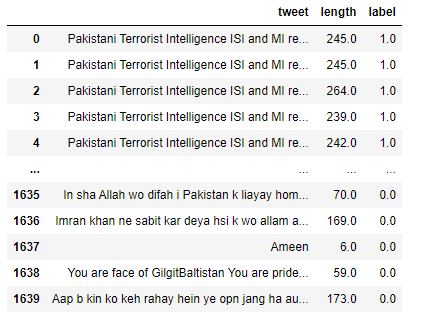 tweet length label
0 Pakistani Terrorist Intelligence ISI and MI re... 245.0 1.0
1 Pakistani Terrorist Intelligence ISI and MI re... 245.0 1.0
2 Pakistani Terrorist Intelligence ISI and MI re... 264.0 1.0
3 Pakistani Terrorist Intelligence ISI and MI re... 239.0 1.0
4 Pakistani Terrorist Intelligence ISI and MI re... 242.0 1.0
... ... ... ...
1635 In sha Allah wo difah i Pakistan k liayay hom... 70.0 0.0
1636 Imran khan ne sabit kar deya hsi k wo allam a... 169.0 0.0
1637 Ameen 6.0 0.0
1638 You are face of GilgitBaltistan You are pride... 59.0 0.0
1639 Aap b kin ko keh rahay hein ye opn jang ha au... 173.0 0.0